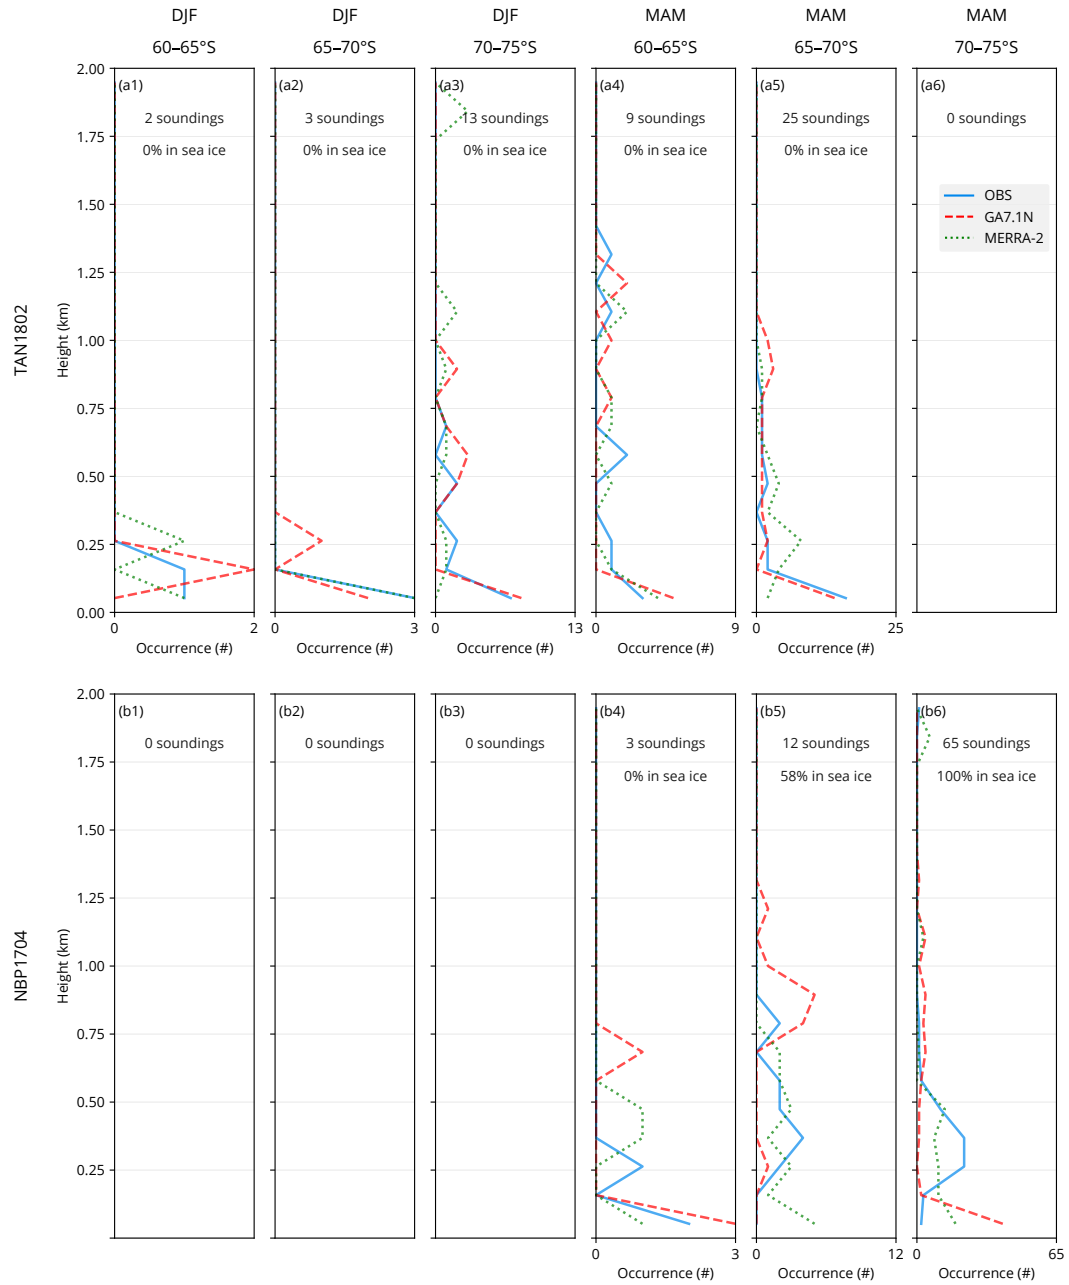 DJF DJF DJF MAM MAM MAM
60–65°S 65–70°S 70–75°S 60–65°S 65–70°S 70–75°S
TAN1802
Height (km)
2.00
1.75
1.50
1.25
1.00
0.75
0.50
0.25
0.00
(a1)
2 soundings
0% in sea ice
0 2
Occurrence (#)
(a2)
3 soundings
0% in sea ice
0 3
Occurrence (#)
(a3)
13 soundings
0% in sea ice
0 13
Occurrence (#)
(a4)
9 soundings
0% in sea ice
0 9
Occurrence (#)
(a5)
25 soundings
0% in sea ice
0 25
Occurrence (#)
(a6)
0 soundings
OBS
GA7.1N
MERRA-2
NBP1704
Height (km)
2.00
1.75
1.50
1.25
1.00
0.75
0.50
0.25
(b1)
0 soundings
(b2)
0 soundings
(b3)
0 soundings
(b4)
3 soundings
0% in sea ice
0 3
Occurrence (#)
(b5)
12 soundings
58% in sea ice
0 12
Occurrence (#)
(b6)
65 soundings
100% in sea ice
0 65
Occurrence (#)